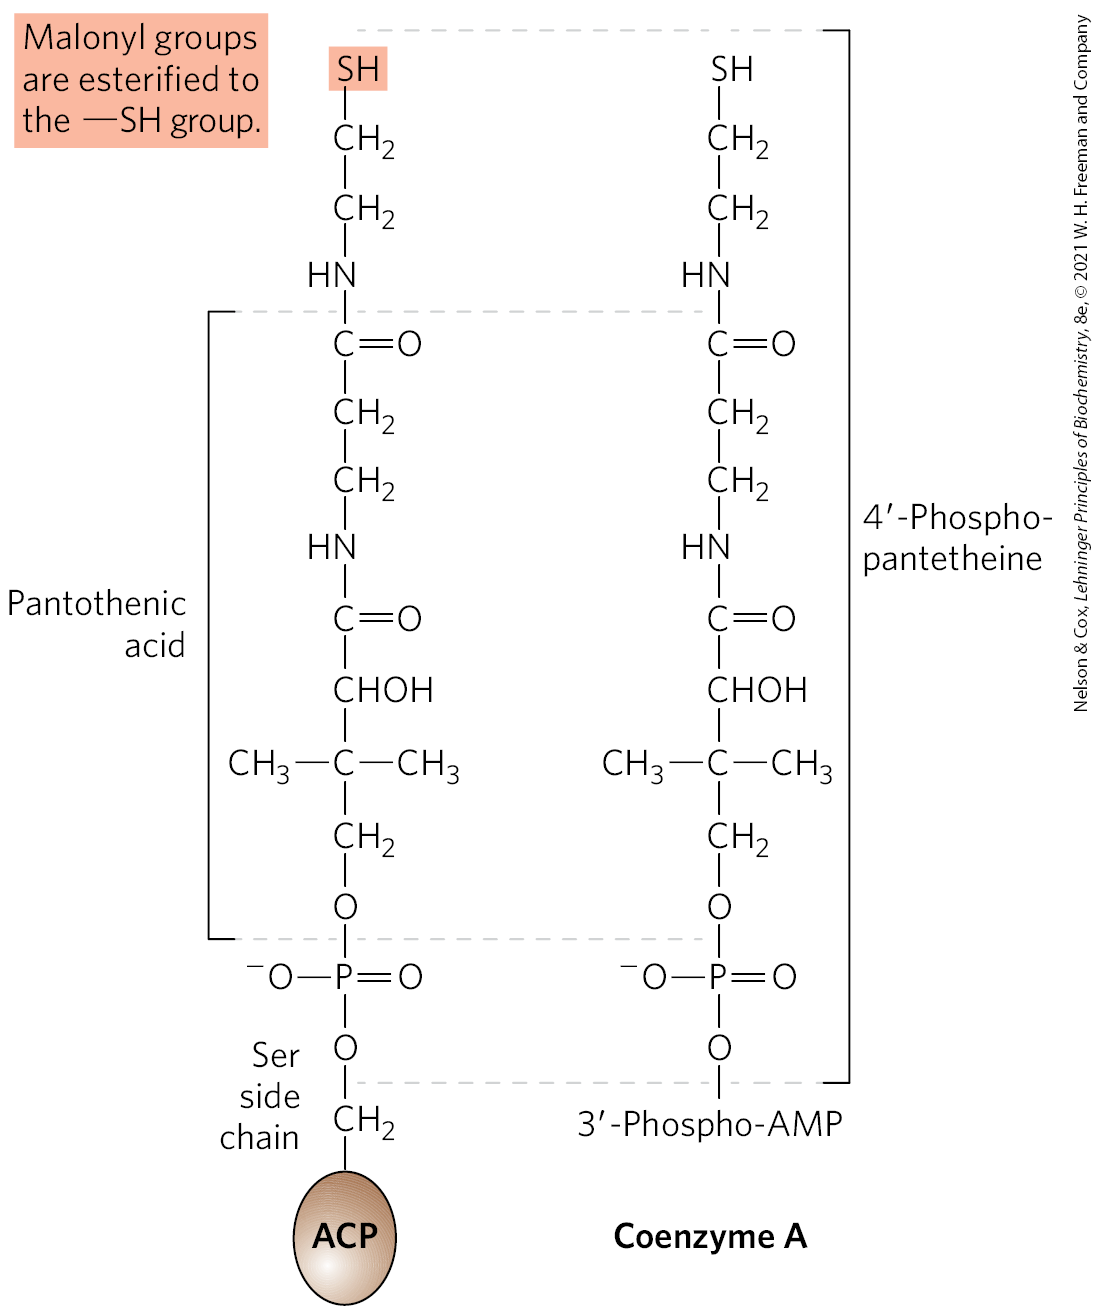 Malonyl groups
are esterified to
the —SH group.
SH
CH₂
CH₂
HN
C=O
CH₂
CH₂
HN
C=O
CHOH
CH₃—C—CH₃
CH₂
O
⁻O—P=O
O
CH₂
Pantothenic
acid
Ser
side
chain
ACP
SH
CH₂
CH₂
HN
C=O
CH₂
CH₂
HN
C=O
CHOH
CH₃—C—CH₃
CH₂
O
⁻O—P=O
O
3′-Phospho-AMP
Coenzyme A
4′-Phospho-
pantetheine
Nelson & Cox, Lehninger Principles of Biochemistry, 8e, © 2021 W. H. Freeman and Company